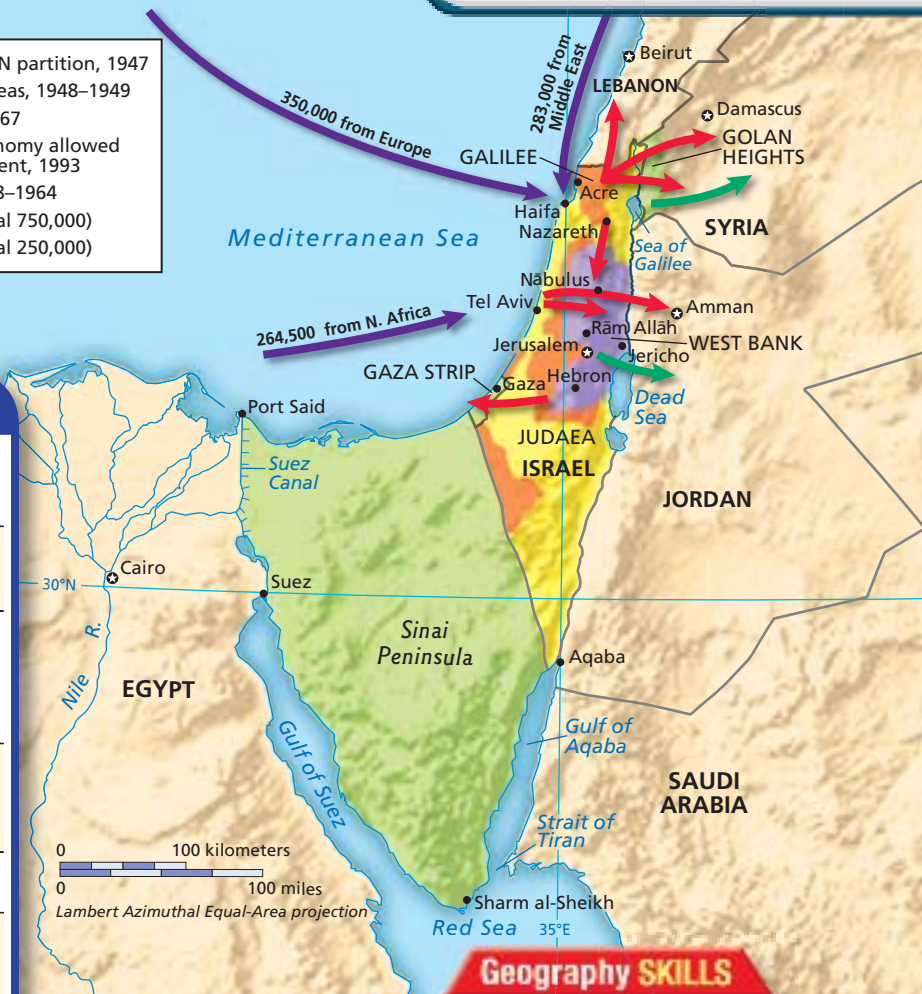 N partition, 1947
eas, 1948–1949
67
nomy allowed
ent, 1993
8–1964
al 750,000)
al 250,000)
350,000 from Europe
283,000 from
Middle East
Beirut
LEBANON
Damascus
GOLAN
HEIGHTS
GALILEE
Acre
Haifa
Nazareth
SYRIA
Sea of
Galilee
Mediterranean Sea
Nābulus
Tel Aviv
Amman
264,500 from N. Africa
Rām Allāh
Jerusalem
WEST BANK
Jericho
GAZA STRIP
Gaza
Hebron
Dead
Sea
Port Said
JUDAEA
ISRAEL
Suez
Canal
JORDAN
Cairo
30°N
Suez
Sinai
Peninsula
Nile R.
Aqaba
EGYPT
Gulf of Suez
Gulf of
Aqaba
SAUDI
ARABIA
Strait of
Tiran
0 100 kilometers
0 100 miles
Lambert Azimuthal Equal-Area projection
Sharm al-Sheikh
Red Sea
35°E
Geography SKILLS